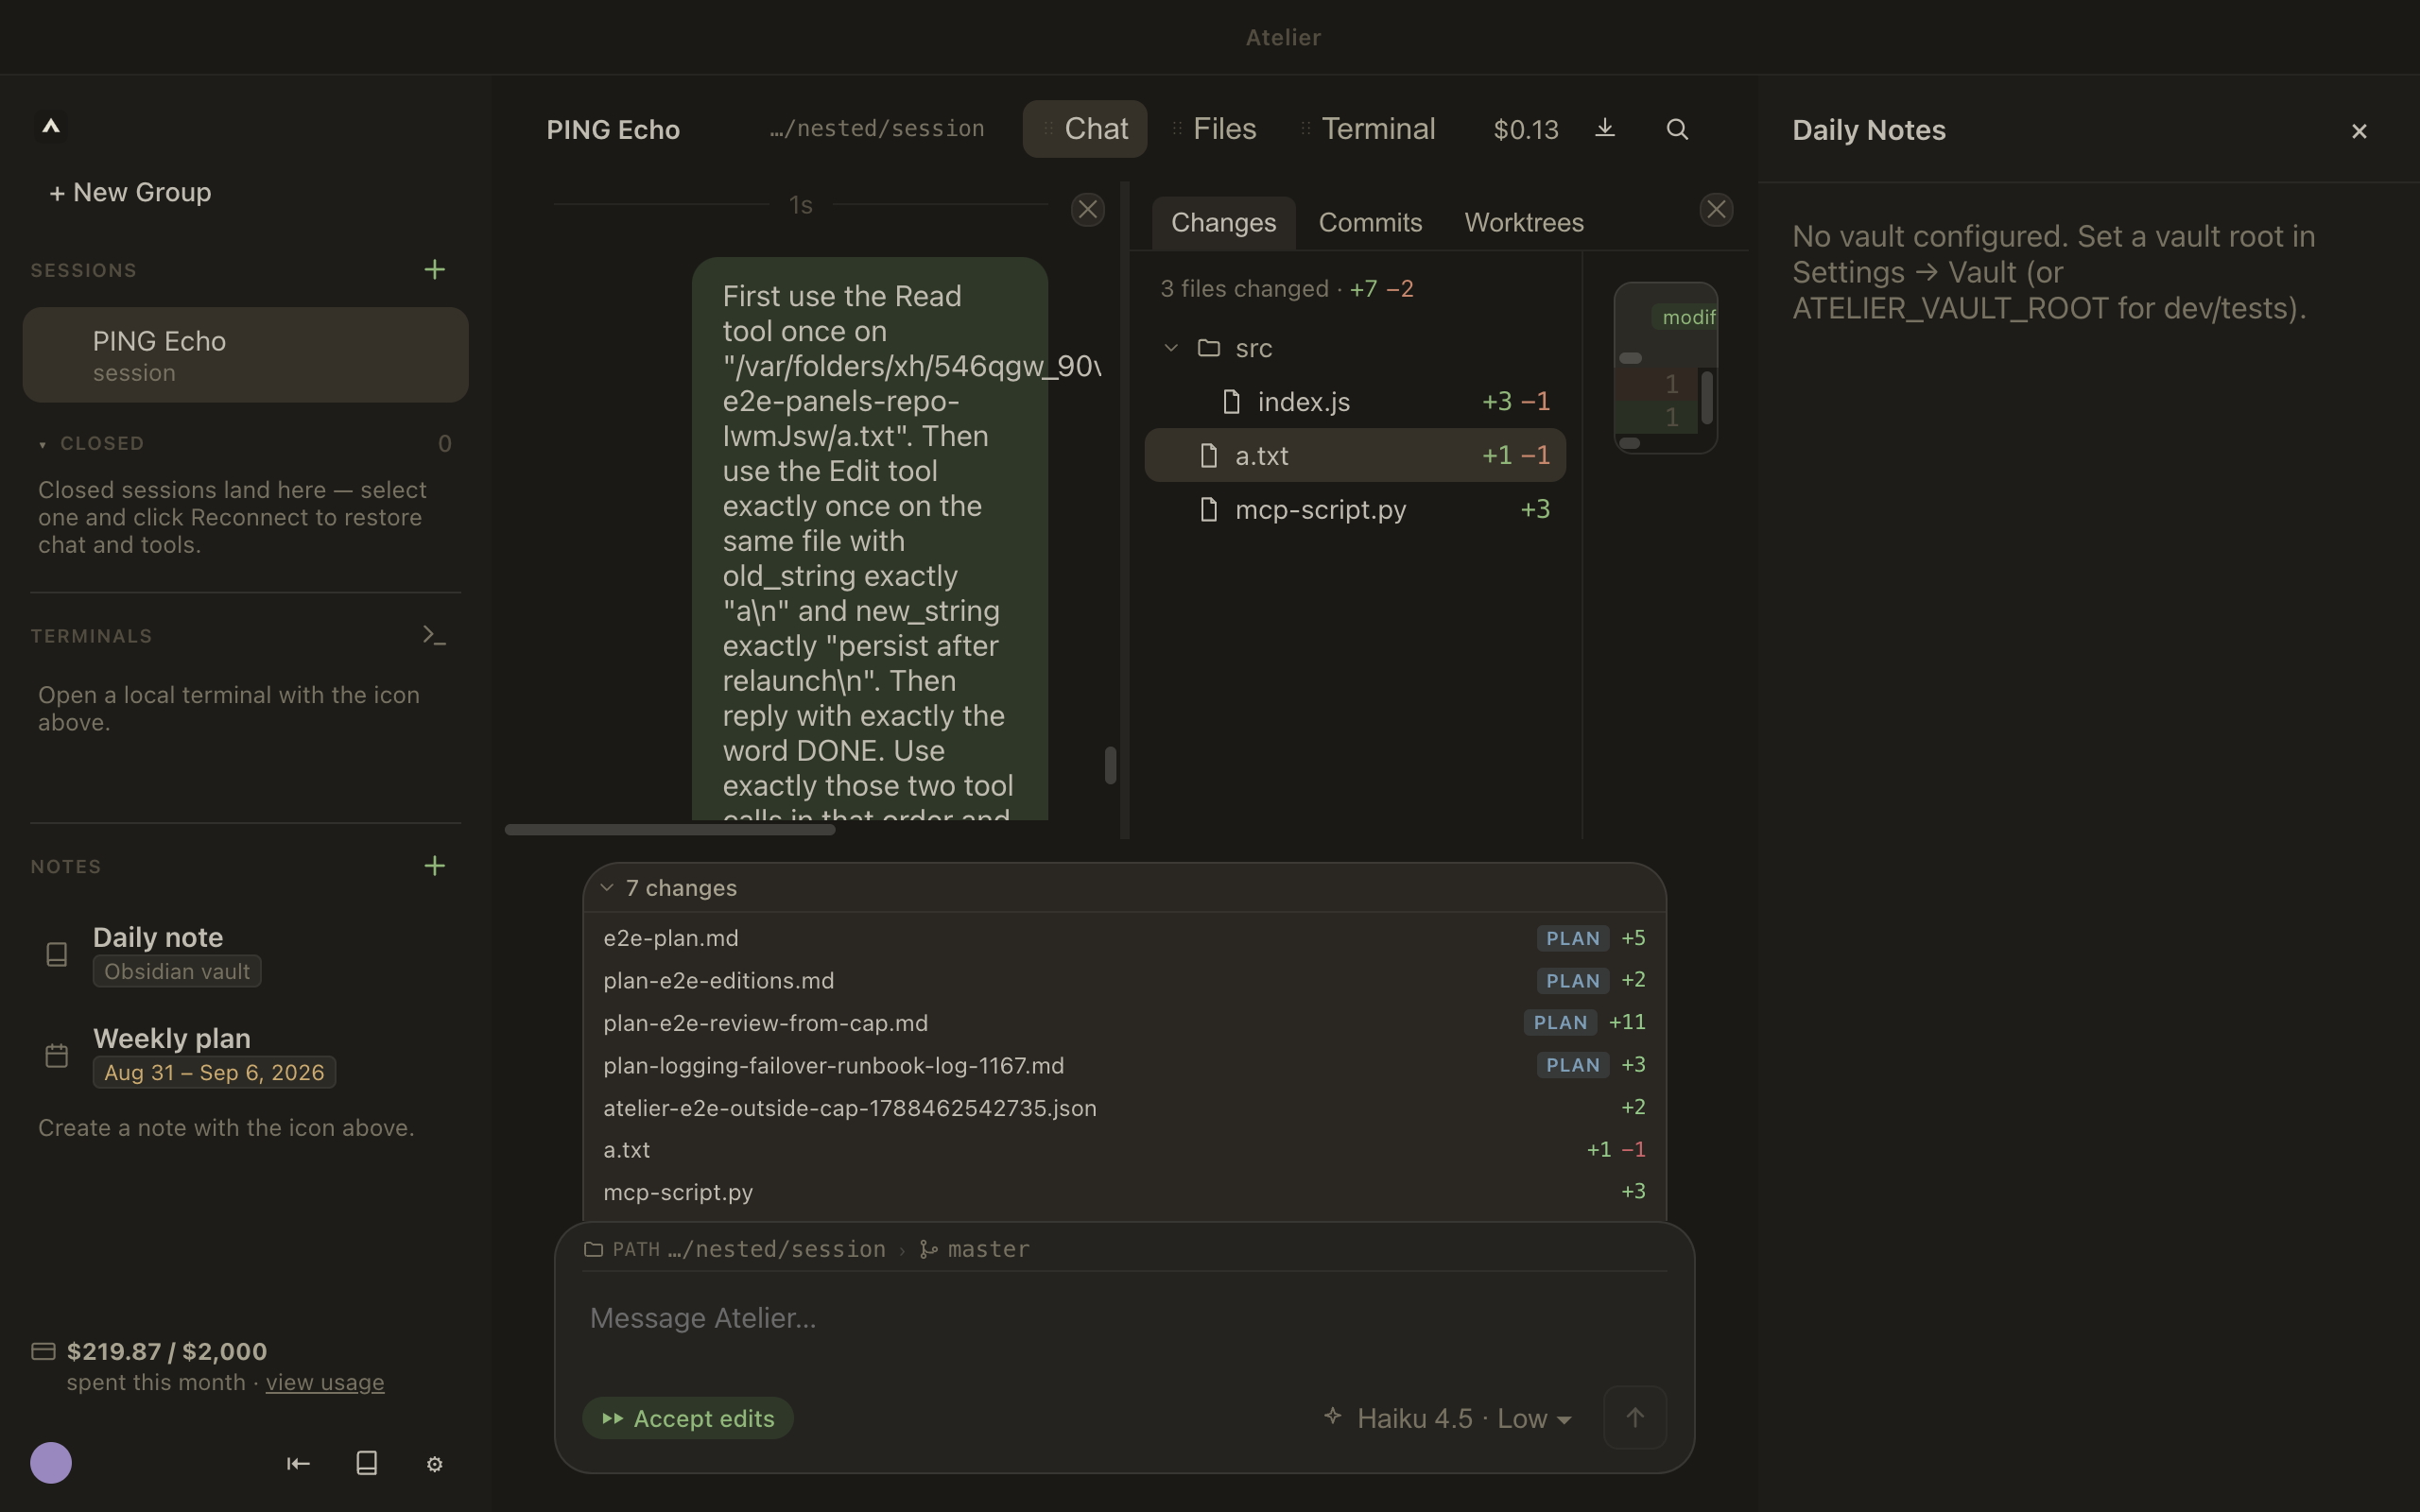 Atelier
+ New Group
SESSIONS
PING Echo
session
CLOSED 0
Closed sessions land here — select
one and click Reconnect to restore
chat and tools.
TERMINALS
Open a local terminal with the icon
above.
NOTES
Daily note
Obsidian vault
Weekly plan
Aug 31 – Sep 6, 2026
Create a note with the icon above.
$219.87 / $2,000
spent this month · view usage
PING Echo …/nested/session Chat Files Terminal $0.13
1s
First use the Read
tool once on
"/var/folders/xh/546qgw_90
e2e-panels-repo-
IwmJsw/a.txt". Then
use the Edit tool
exactly once on the
same file with
old_string exactly
"a\n" and new_string
exactly "persist after
relaunch\n". Then
reply with exactly the
word DONE. Use
exactly those two tool
calls in that order and
Changes Commits Worktrees
3 files changed · +7 −2
src
index.js +3 −1
a.txt +1 −1
mcp-script.py +3
modif
1
1
7 changes
e2e-plan.md PLAN +5
plan-e2e-editions.md PLAN +2
plan-e2e-review-from-cap.md PLAN +11
plan-logging-failover-runbook-log-1167.md PLAN +3
atelier-e2e-outside-cap-1788462542735.json +2
a.txt +1 −1
mcp-script.py +3
PATH …/nested/session › master
Message Atelier…
Accept edits
Haiku 4.5 · Low
Daily Notes
No vault configured. Set a vault root in
Settings → Vault (or
ATELIER_VAULT_ROOT for dev/tests).